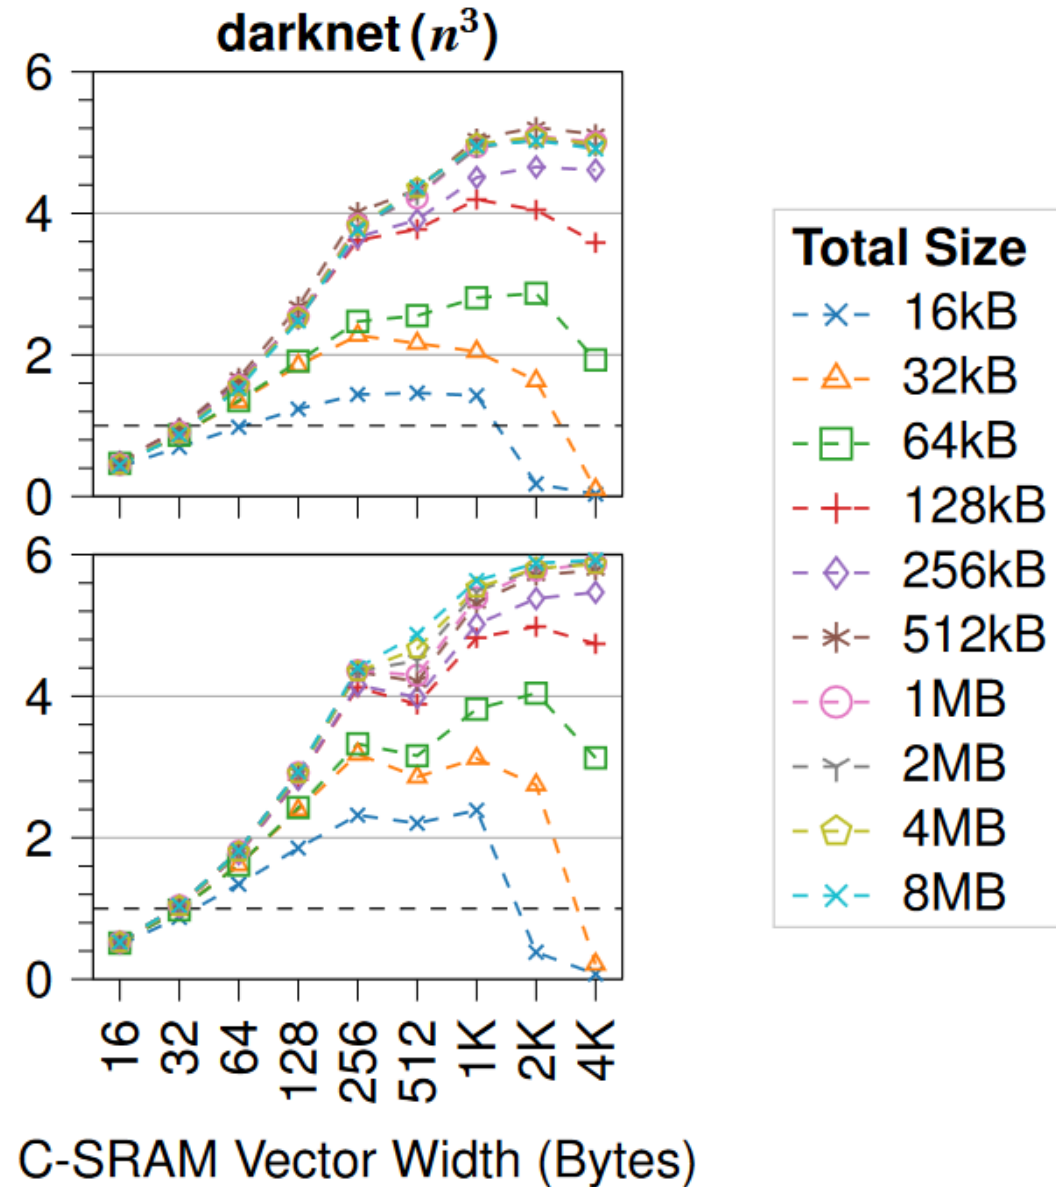 darknet (n³)
6
4
2
0
6
4
2
0
16 32 64 128 256 512 1K 2K 4K
C-SRAM Vector Width (Bytes)
Total Size
16kB
32kB
64kB
128kB
256kB
512kB
1MB
2MB
4MB
8MB